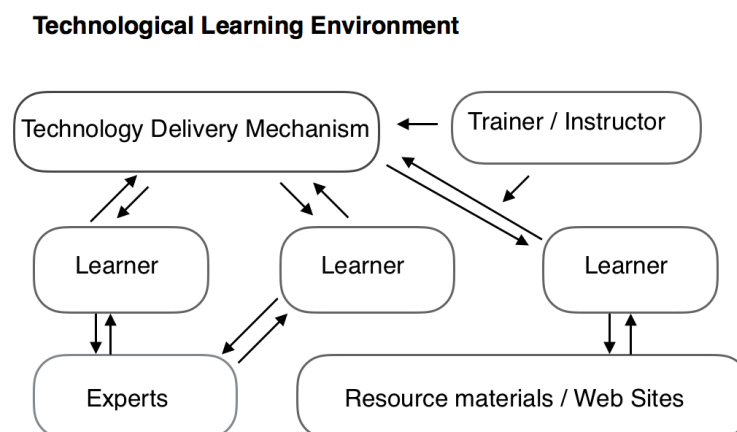 Technological Learning Environment
Technology Delivery Mechanism
Trainer / Instructor
Learner
Learner
Learner
Experts
Resource materials / Web Sites